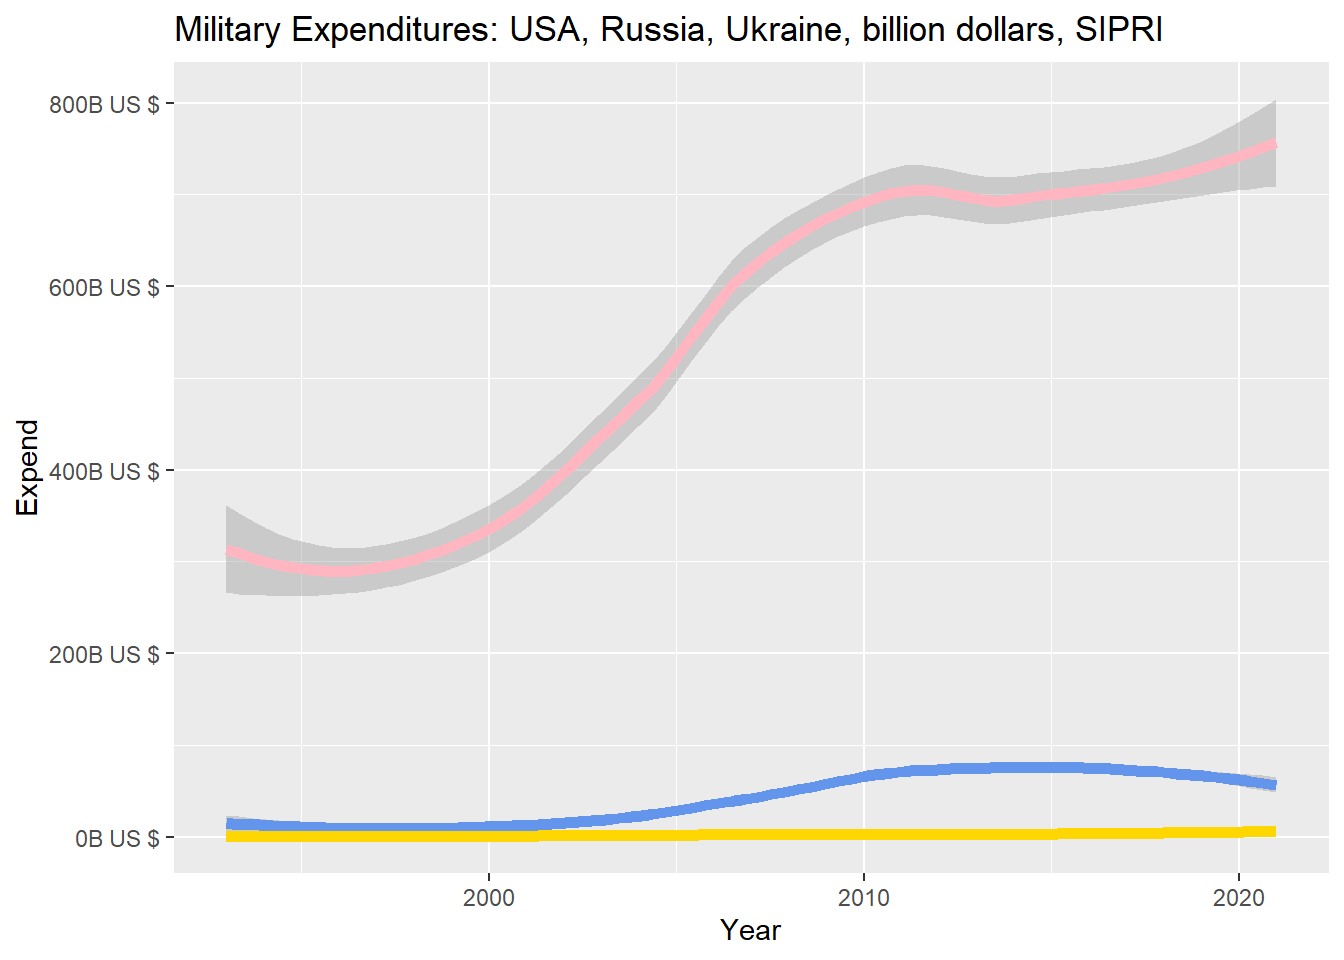 Military Expenditures: USA, Russia, Ukraine, billion dollars, SIPRI
800B US $
600B US $
400B US $
200B US $
0B US $
Expend
2000
2010
2020
Year